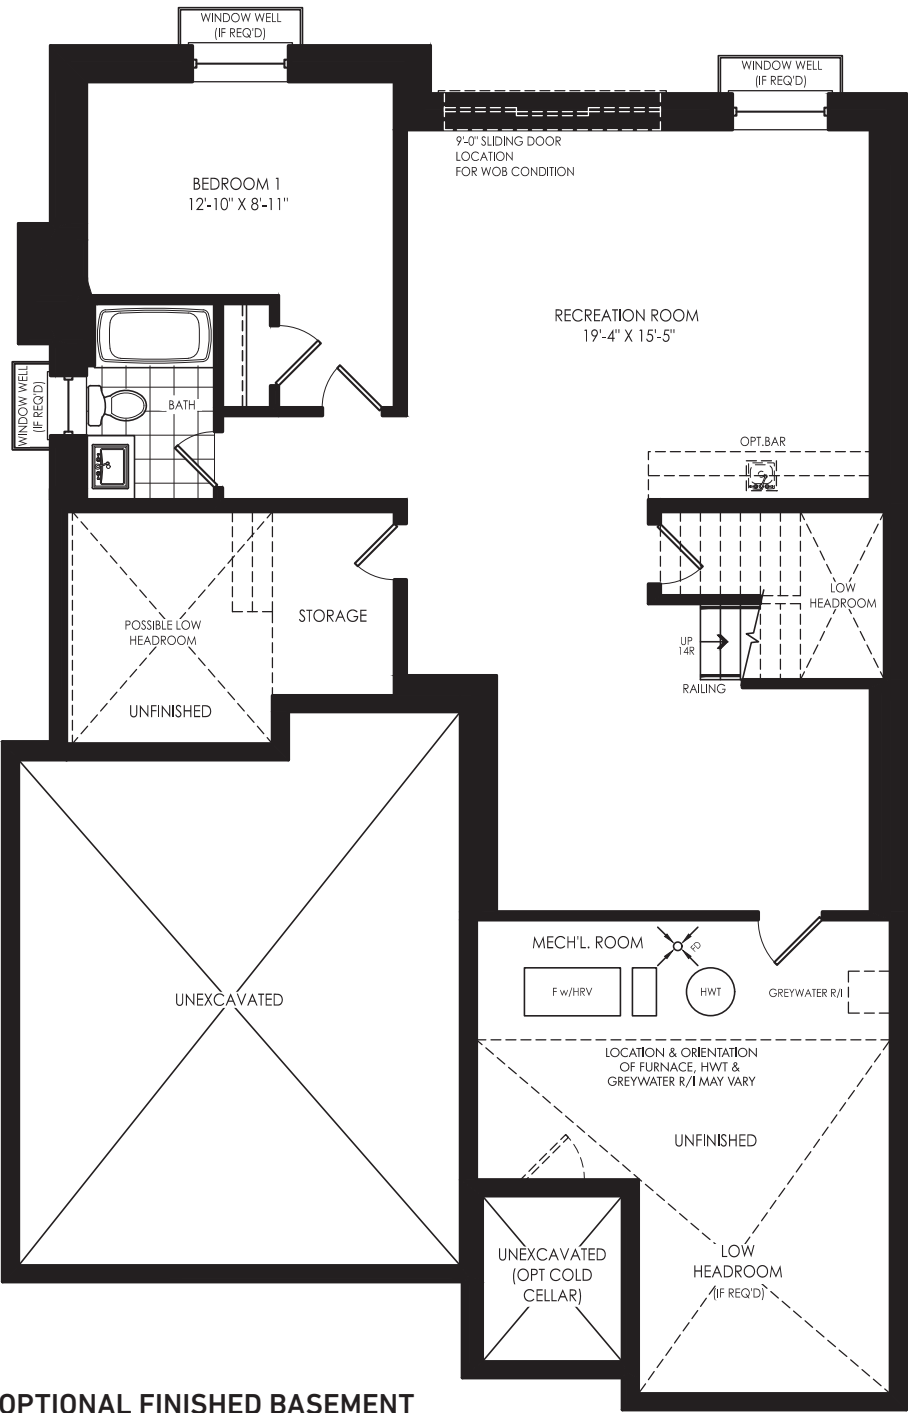 WINDOW WELL
(IF REQ'D)
WINDOW WELL
(IF REQ'D)
9'-0" SLIDING DOOR
LOCATION
FOR WOB CONDITION
BEDROOM 1
12'-10" X 8'-11"
RECREATION ROOM
19'-4" X 15'-5"
WINDOW WELL
(IF REQ'D)
BATH
OPT.BAR
LOW
HEADROOM
STORAGE
POSSIBLE LOW
HEADROOM
UP
14R
RAILING
UNFINISHED
MECH'L. ROOM
FD
F w/HRV
HWT
GREYWATER R/I
UNEXCAVATED
LOCATION & ORIENTATION
OF FURNACE, HWT &
GREYWATER R/I MAY VARY
UNFINISHED
UNEXCAVATED
(OPT COLD
CELLAR)
LOW
HEADROOM
(IF REQ'D)
OPTIONAL FINISHED BASEMENT